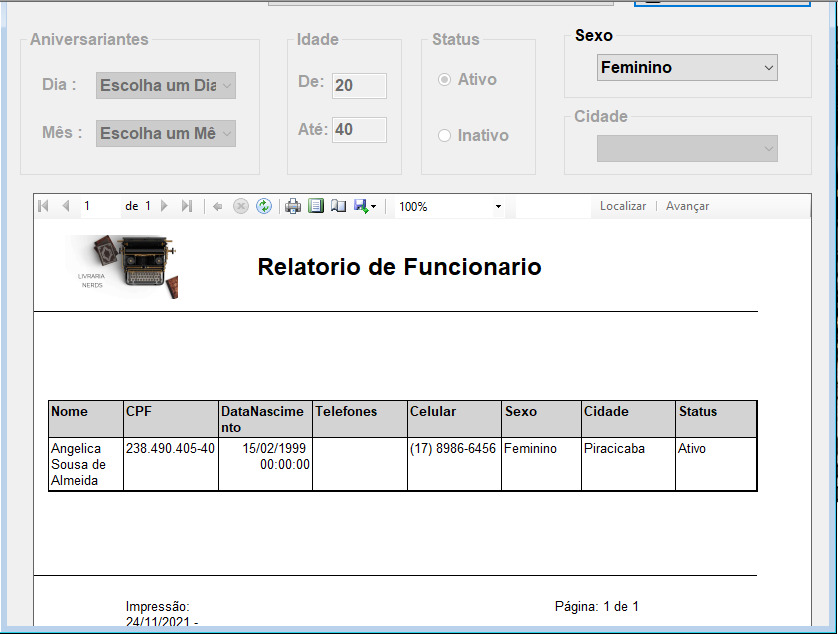 Aniversariantes
Dia : Escolha um Dia
Mês : Escolha um Mê
Idade
De: 20
Até: 40
Status
Ativo
Inativo
Sexo
Feminino
Cidade
1 de 1 100% Localizar | Avançar
LIVRARIA
NERDS
Relatorio de Funcionario
Nome CPF DataNascime Telefones Celular Sexo Cidade Status
nto
Angelica 238.490.405-40 15/02/1999 (17) 8986-6456 Feminino Piracicaba Ativo
Sousa de 00:00:00
Almeida
Impressão: Página: 1 de 1
24/11/2021 -